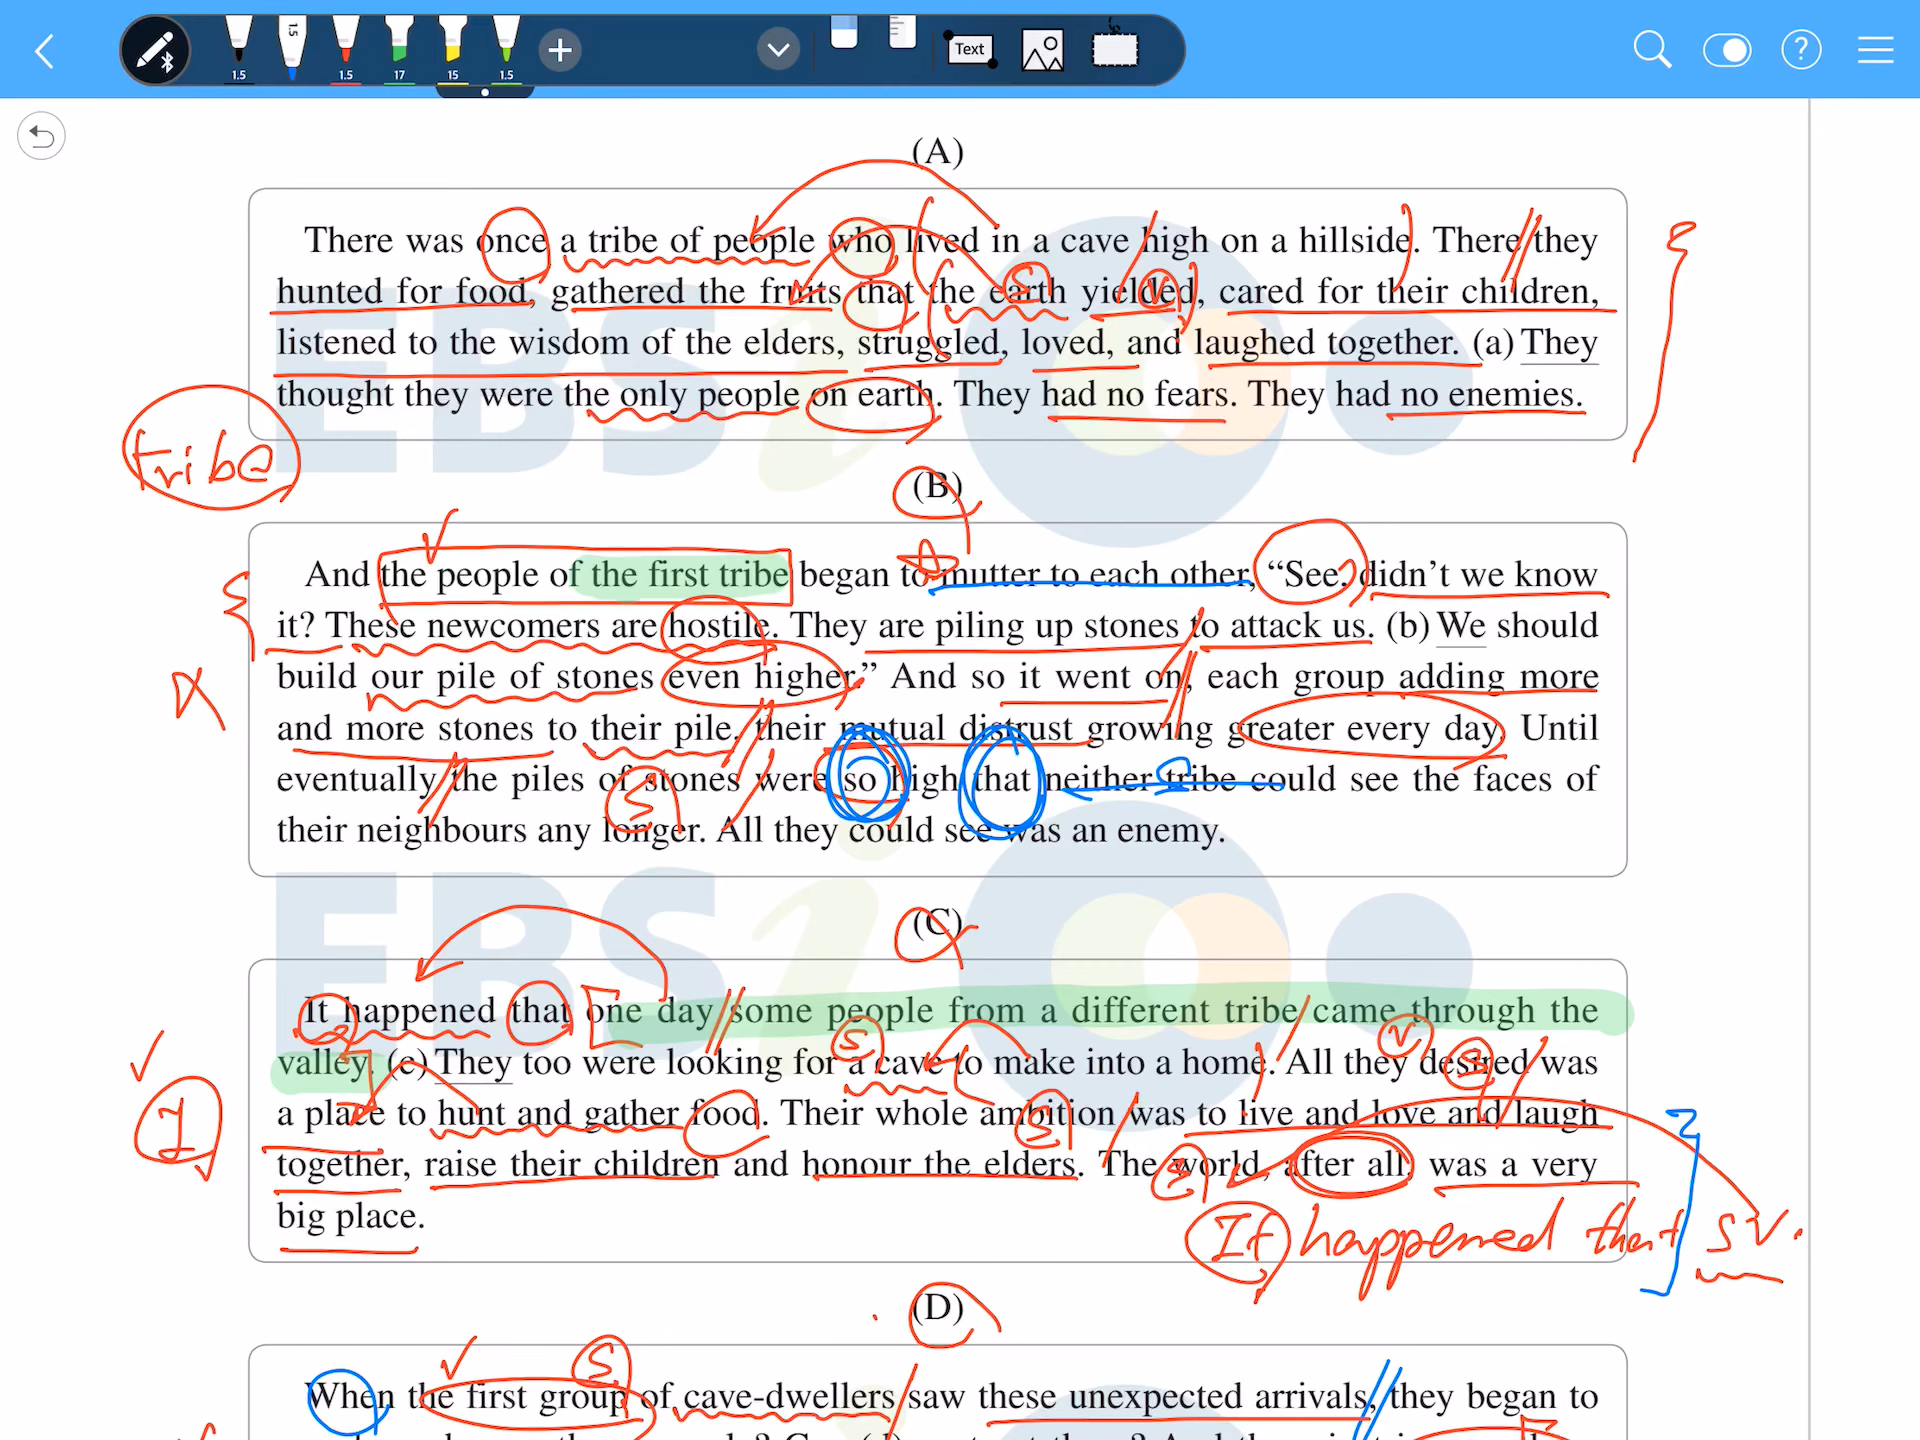 1.5 1.5 1.5 17 15 1.5 Text ?
(A)
There was once a tribe of people who lived in a cave high on a hillside. There they
hunted for food, gathered the fruits that the earth yielded, cared for their children,
listened to the wisdom of the elders, struggled, loved, and laughed together. (a) They
thought they were the only people on earth. They had no fears. They had no enemies.
tribe
(B)
And the people of the first tribe began to mutter to each other, “See, didn’t we know
it? These newcomers are hostile. They are piling up stones to attack us. (b) We should
build our pile of stones even higher.” And so it went on, each group adding more
and more stones to their pile, their mutual distrust growing greater every day. Until
eventually the piles of stones were so high that neither tribe could see the faces of
their neighbours any longer. All they could see was an enemy.
(C)
It happened that one day some people from a different tribe came through the
valley. (c) They too were looking for a cave to make into a home. All they desired was
a place to hunt and gather food. Their whole ambition was to live and love and laugh
together, raise their children and honour the elders. The world, after all, was a very
big place.
It happened that S V.
(D)
When the first group of cave-dwellers saw these unexpected arrivals, they began to